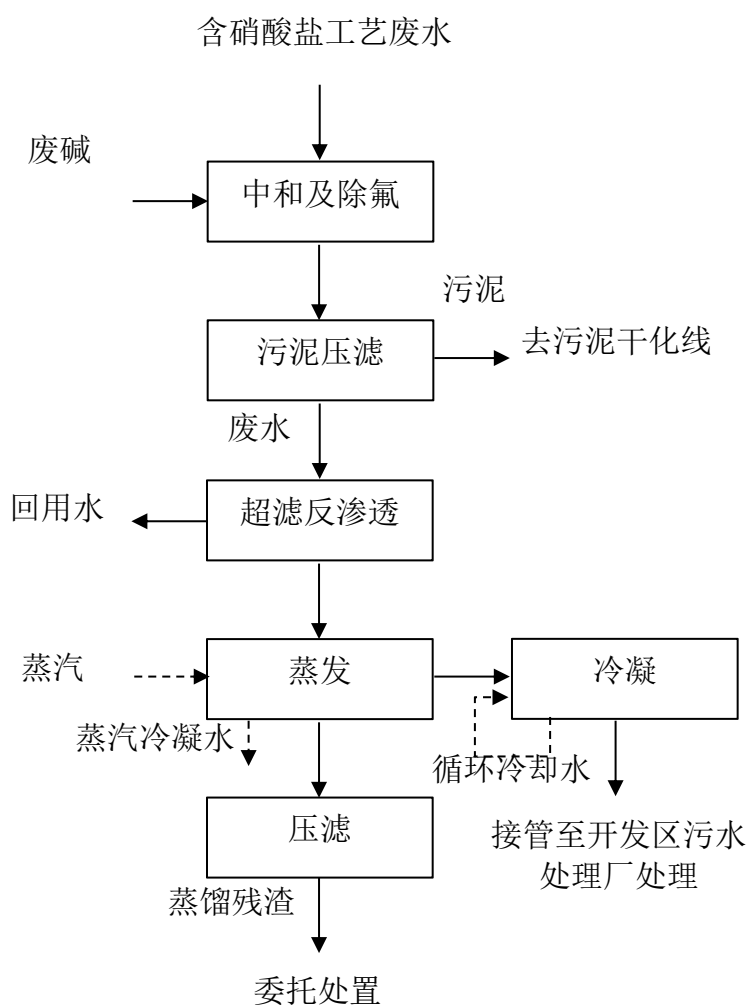 含硝酸盐工艺废水
废碱
中和及除氟
污泥
污泥压滤
去污泥干化线
废水
回用水
超滤反渗透
蒸汽
蒸发
冷凝
蒸汽冷凝水
循环冷却水
压滤
接管至开发区污水
处理厂处理
蒸馏残渣
委托处置